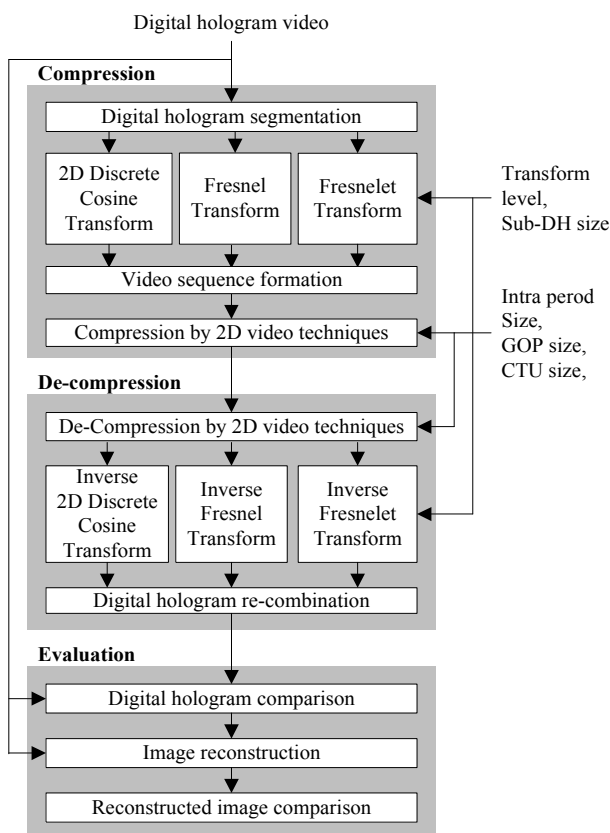 Digital hologram video
Compression
Digital hologram segmentation
2D Discrete
Cosine
Transform
Fresnel
Transform
Fresnelet
Transform
Transform
level,
Sub-DH size
Video sequence formation
Compression by 2D video techniques
Intra perod
Size,
GOP size,
CTU size,
De-compression
De-Compression by 2D video techniques
Inverse
2D Discrete
Cosine
Transform
Inverse
Fresnel
Transform
Inverse
Fresnelet
Transform
Digital hologram re-combination
Evaluation
Digital hologram comparison
Image reconstruction
Reconstructed image comparison